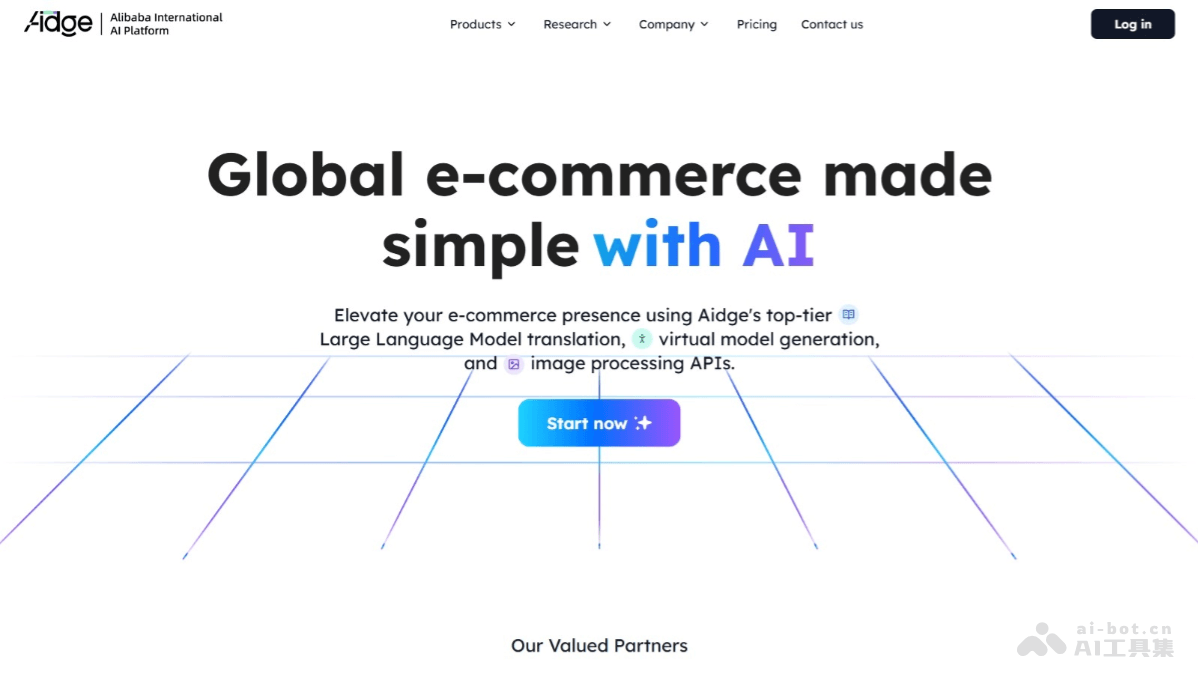 Aidge
Alibaba International
AI Platform
Products
Research
Company
Pricing
Contact us
Log in
Global e-commerce made
simple with AI
Elevate your e-commerce presence using Aidge's top-tier
Large Language Model translation, virtual model generation,
and image processing APIs.
Start now
Our Valued Partners
ai-bot.cn
AI工具集